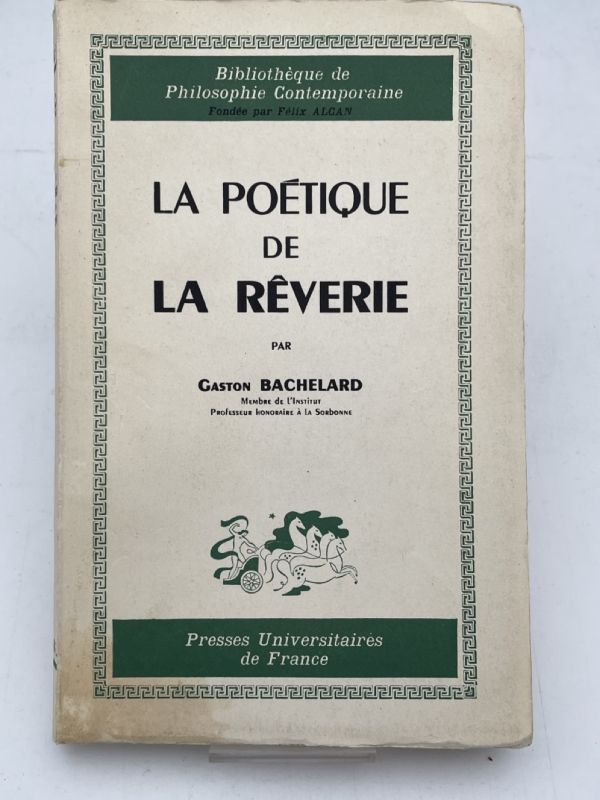 Bibliothèque de
Philosophie Contemporaine
Fondée par Félix ALCAN
LA POÉTIQUE
DE
LA RÊVERIE
PAR
Gaston BACHELARD
Membre de l'Institut
Professeur honoraire à la Sorbonne
Presses Universitaires
de France